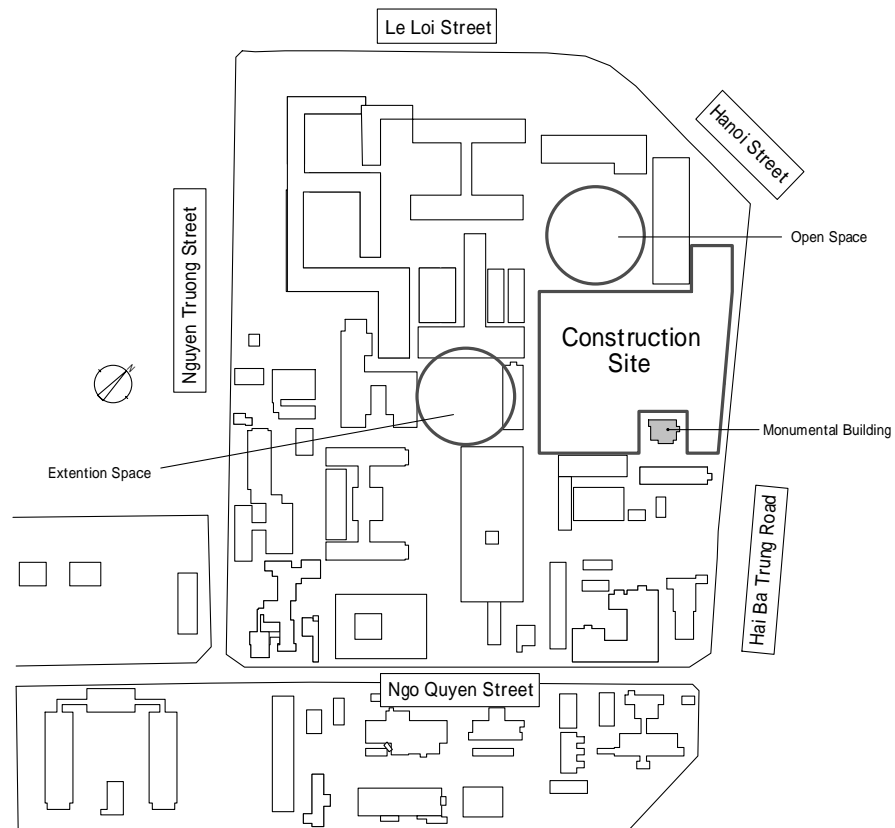 Le Loi Street
Hanoi Street
Nguyen Truong Street
Open Space
Construction
Site
N
Monumental Building
Extention Space
Hai Ba Trung Road
Ngo Quyen Street